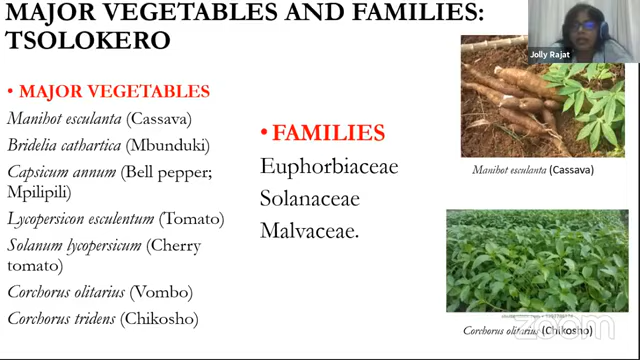 MAJOR VEGETABLES AND FAMILIES:
TSOLOKERO
Jolly Rajat
• MAJOR VEGETABLES
Manihot esculanta (Cassava)
Bridelia cathartica (Mbunduki)
Capsicum annum (Bell pepper;
Mpilipili)
Lycopersicon esculentum (Tomato)
Solanum lycopersicum (Cherry
tomato)
Corchorus olitarius (Vombo)
Corchorus tridens (Chikosho)
• FAMILIES
Euphorbiaceae
Solanaceae
Malvaceae.
Manihot esculanta (Cassava)
zoom
Corchorus olitarius (Chikosho)